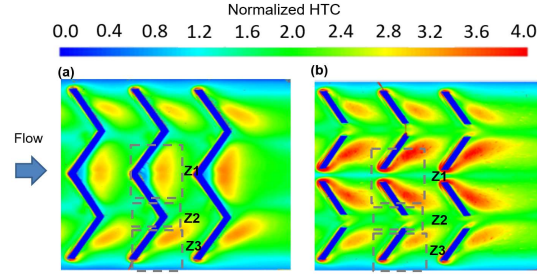 Normalized HTC
0.0 0.4 0.8 1.2 1.6 2.0 2.4 2.8 3.2 3.6 4.0
(a) (b)
Flow
Z1 Z1
Z2 Z2
Z3 Z3